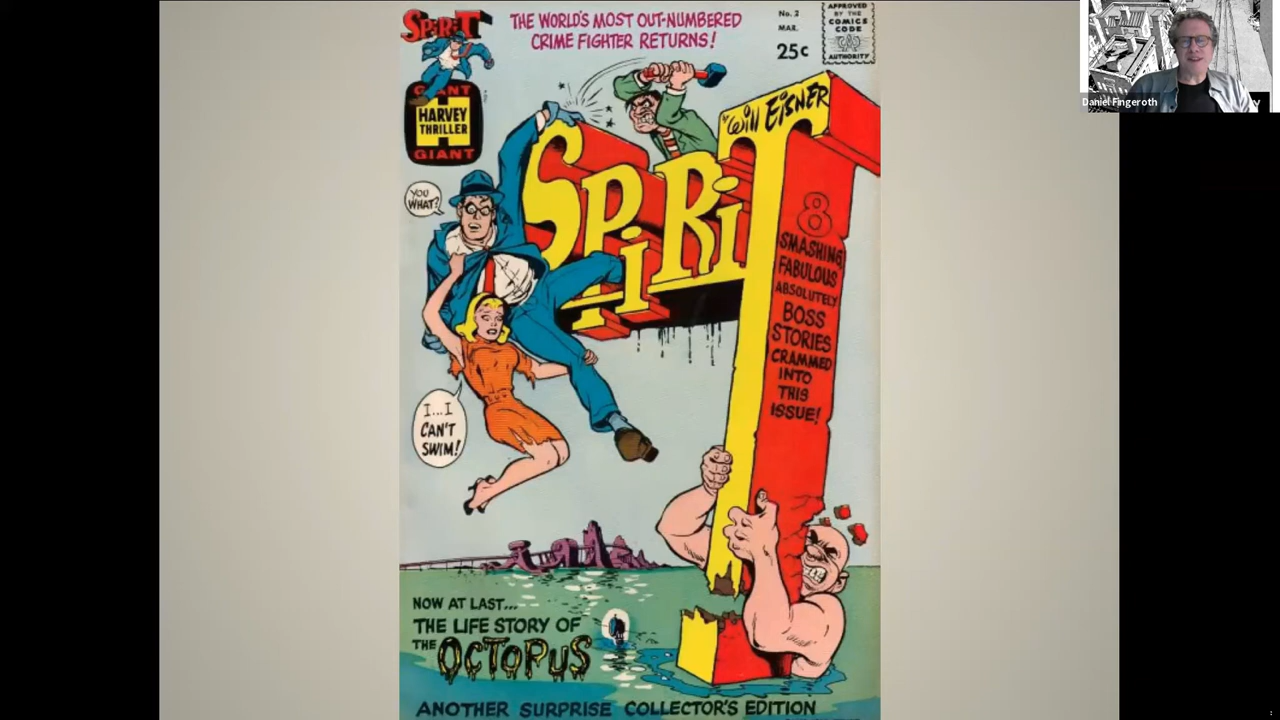 SPIRIT
THE WORLD'S MOST OUT-NUMBERED
CRIME FIGHTER RETURNS!
No. 2
MAR.
25c
APPROVED
BY THE
COMICS
CODE
AUTHORITY
Daniel Fingeroth
GIANT
HARVEY
THRILLER
GIANT
BY WILL EISNER
SPIRIT
YOU
WHAT?
8
SMASHING,
FABULOUS
ABSOLUTELY
BOSS
STORIES
CRAMMED
INTO
THIS
ISSUE!
I...I
CAN'T
SWIM!
NOW AT LAST...
THE LIFE STORY OF
THE OCTOPUS
ANOTHER SURPRISE COLLECTOR'S EDITION